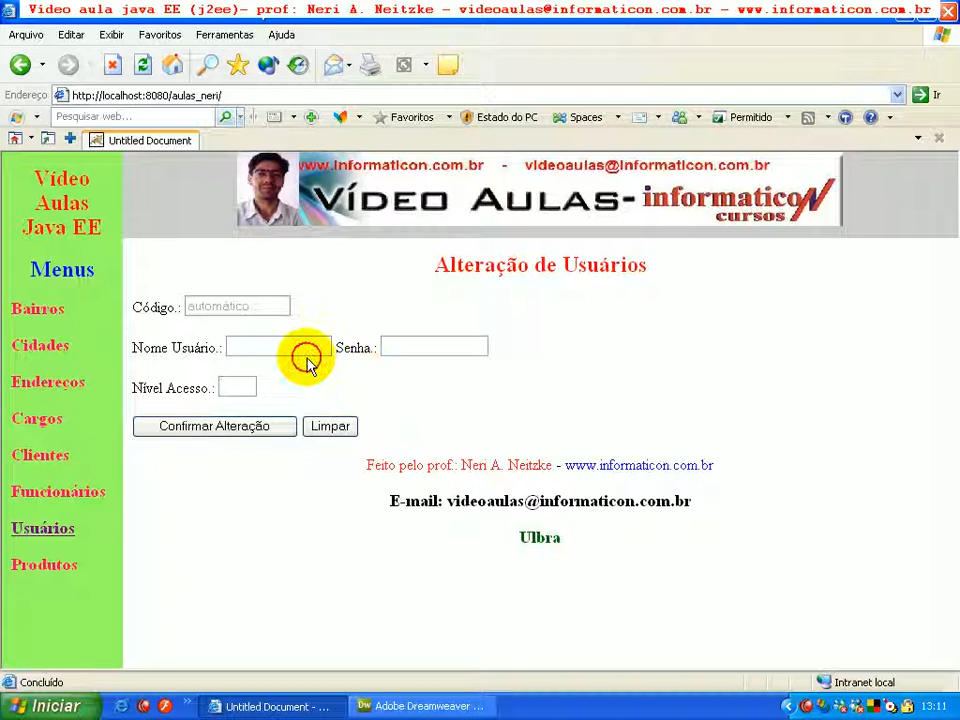 Vídeo aula java EE (j2ee)- prof: Neri A. Neitzke - videoaulas@informaticon.com.br - www.informaticon.com.br
Arquivo Editar Exibir Favoritos Ferramentas Ajuda
Endereço http://localhost:8080/aulas_neri/ Ir
Pesquisar web... Favoritos Estado do PC Spaces Permitido
Untitled Document
www.informaticon.com.br - videoaulas@informaticon.com.br
VÍDEO AULAS- informaticoN
cursos
Vídeo
Aulas
Java EE
Menus
Bairros
Cidades
Endereços
Cargos
Clientes
Funcionários
Usuários
Produtos
Alteração de Usuários
Código.: automático
Nome Usuário.: Senha.:
Nível Acesso.:
Confirmar Alteração Limpar
Feito pelo prof.: Neri A. Neitzke - www.informaticon.com.br
E-mail: videoaulas@informaticon.com.br
Ulbra
Concluído Intranet local
Iniciar Untitled Document - ... Adobe Dreamweaver ... 13:11